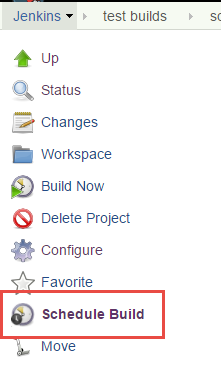 Jenkins test builds
Up
Status
Changes
Workspace
Build Now
Delete Project
Configure
Favorite
Schedule Build
Move